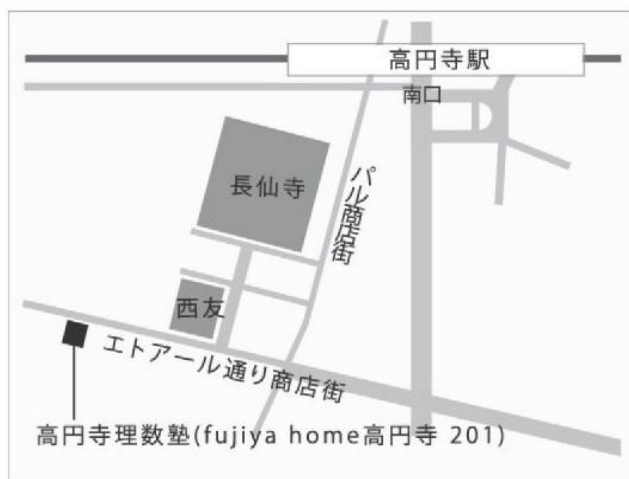 高円寺駅
南口
長仙寺
パル商店街
西友
エトアール通り商店街
高円寺理数塾(fujiya home高円寺 201)